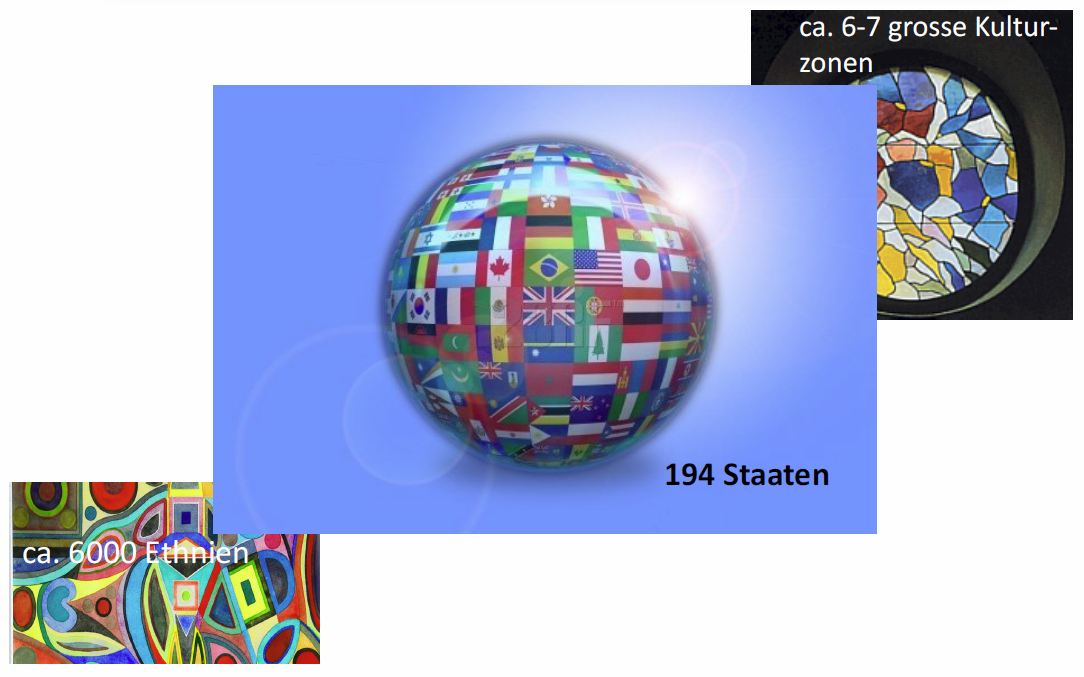 ca. 6-7 grosse Kultur-
zonen
194 Staaten
ca. 6000 Ethnien